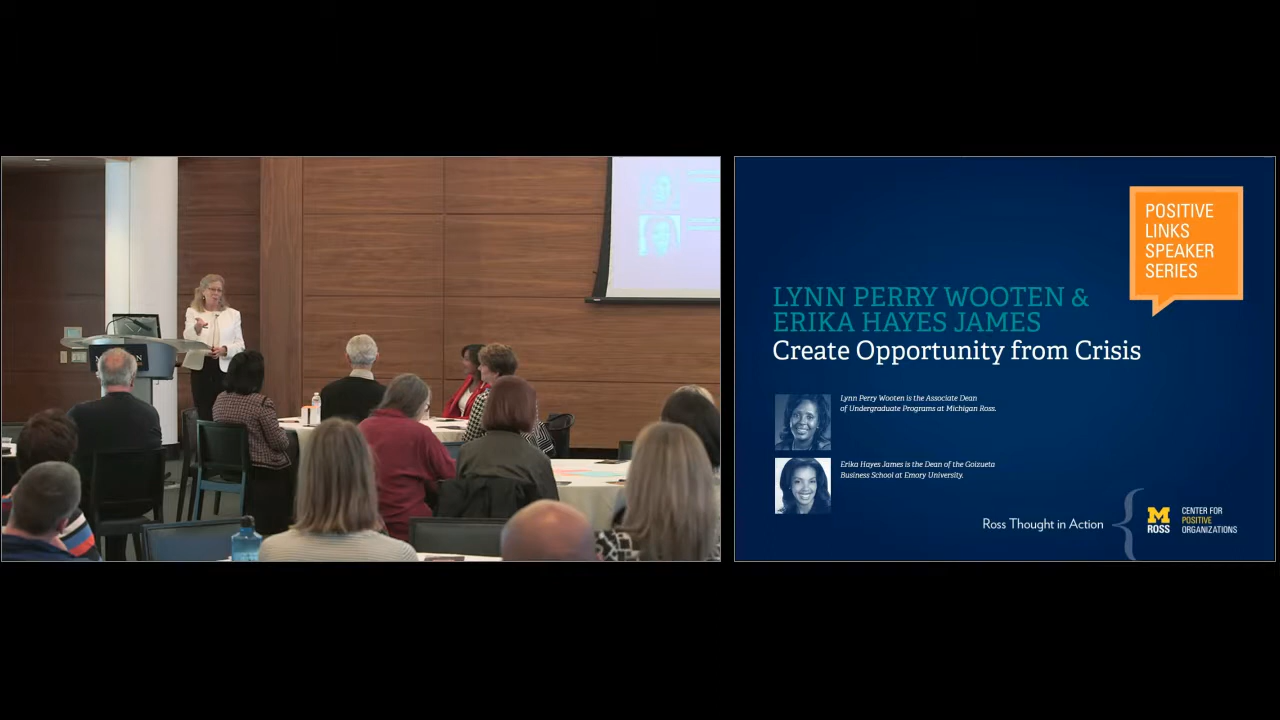 POSITIVE
LINKS
SPEAKER
SERIES
LYNN PERRY WOOTEN &
ERIKA HAYES JAMES
Create Opportunity from Crisis
Lynn Perry Wooten is the Associate Dean
of Undergraduate Programs at Michigan Ross.
Erika Hayes James is the Dean of the Goizueta
Business School at Emory University.
Ross Thought in Action
M
ROSS
CENTER FOR
POSITIVE
ORGANIZATIONS